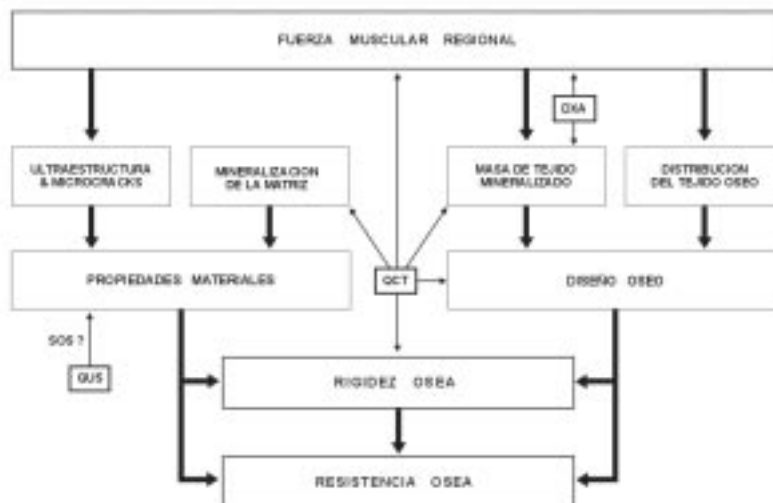 FUERZA MUSCULAR REGIONAL
DXA
ULTRAESTRUCTURA
& MICROCRACKS
MINERALIZACION
DE LA MATRIZ
MASA DE TEJIDO
MINERALIZADO
DISTRIBUCION
DEL TEJIDO OSEO
PROPIEDADES MATERIALES
QCT
DISEÑO OSEO
SOS ?
QUS
RIGIDEZ OSEA
RESISTENCIA OSEA